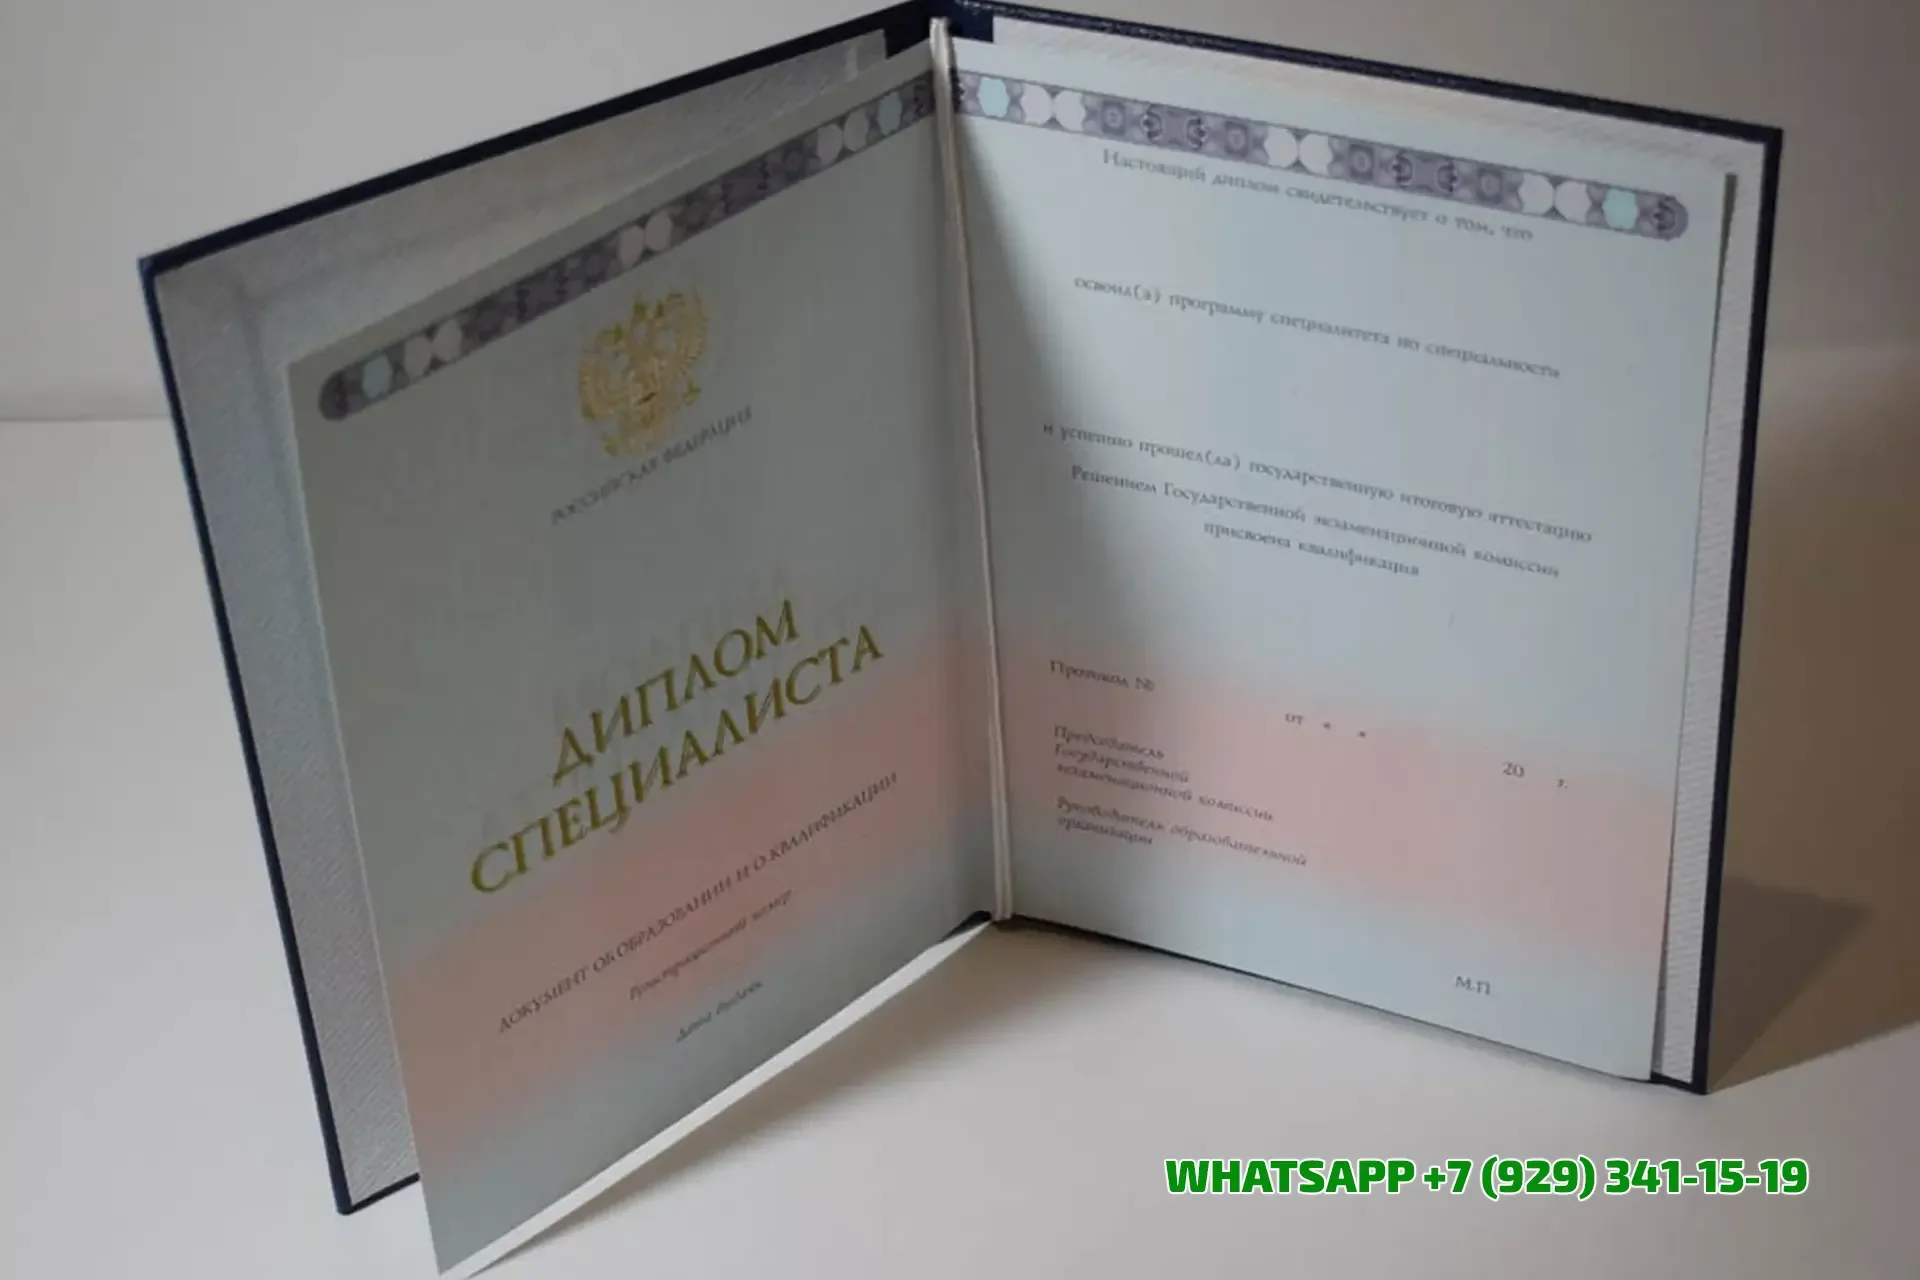 РОССИЙСКАЯ ФЕДЕРАЦИЯ
ДИПЛОМ
СПЕЦИАЛИСТА
ДОКУМЕНТ ОБ ОБРАЗОВАНИИ И О КВАЛИФИКАЦИИ
Регистрационный номер
Дата выдачи
Настоящий диплом свидетельствует о том, что
освоил(а) программу специалитета по специальности
и успешно прошел(ла) государственную итоговую аттестацию
Решением Государственной экзаменационной комиссии
присвоена квалификация
Протокол №
от « »
20 г.
Председатель
Государственной
экзаменационной комиссии
Руководитель образовательной
организации
М.П.
WHATSAPP +7 (929) 341-15-19